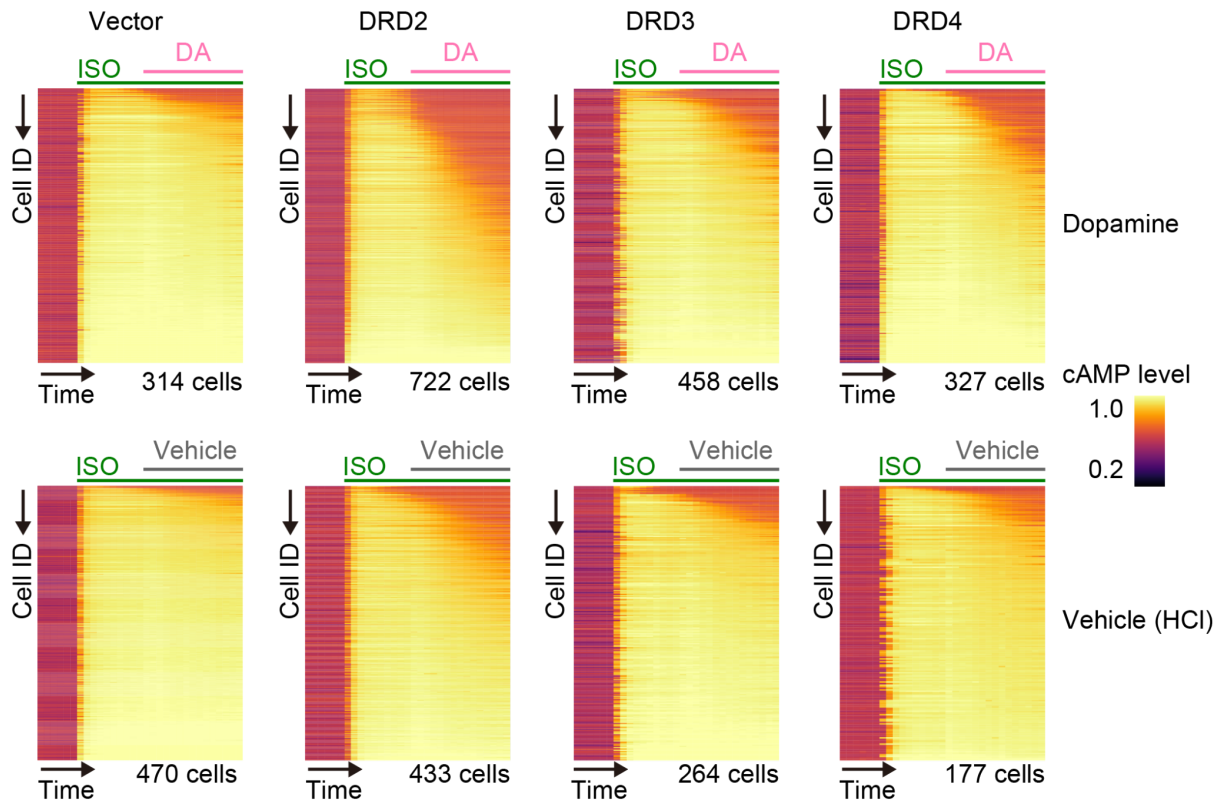 Vector DRD2 DRD3 DRD4
DA DA DA DA
ISO ISO ISO ISO
Cell ID Cell ID Cell ID Cell ID
Dopamine
Time 314 cells Time 722 cells Time 458 cells Time 327 cells
cAMP level
1.0
0.2
Vehicle Vehicle Vehicle Vehicle
ISO ISO ISO ISO
Cell ID Cell ID Cell ID Cell ID
Vehicle (HCl)
Time 470 cells Time 433 cells Time 264 cells Time 177 cells